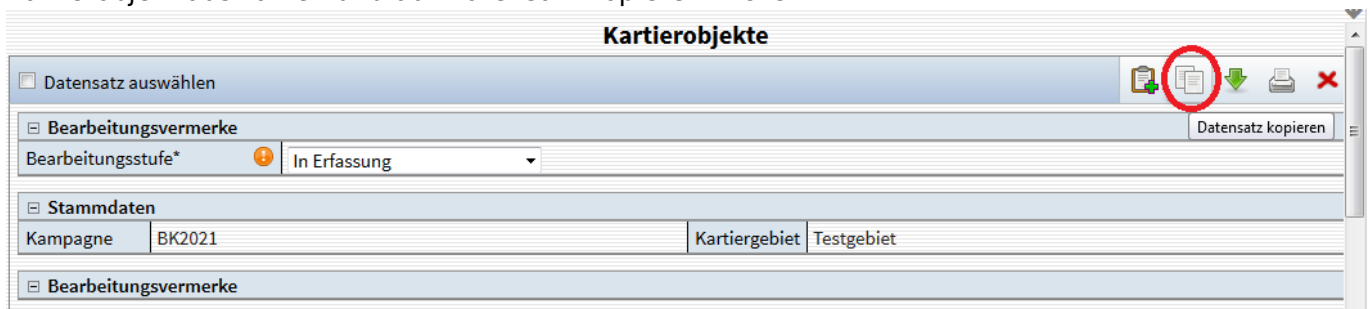 Kartierobjekte
Datensatz auswählen
Bearbeitungsvermerke
Datensatz kopieren
Bearbeitungsstufe* In Erfassung
Stammdaten
Kampagne BK2021 Kartiergebiet Testgebiet
Bearbeitungsvermerke